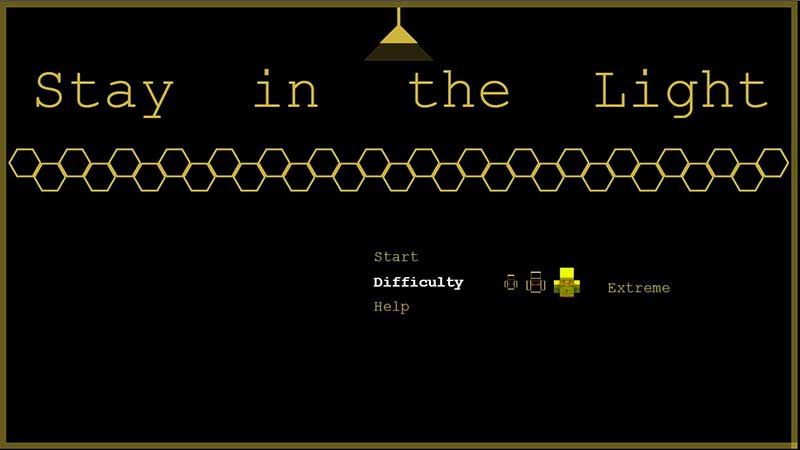 Stay in the Light
Start
Difficulty
Extreme
Help